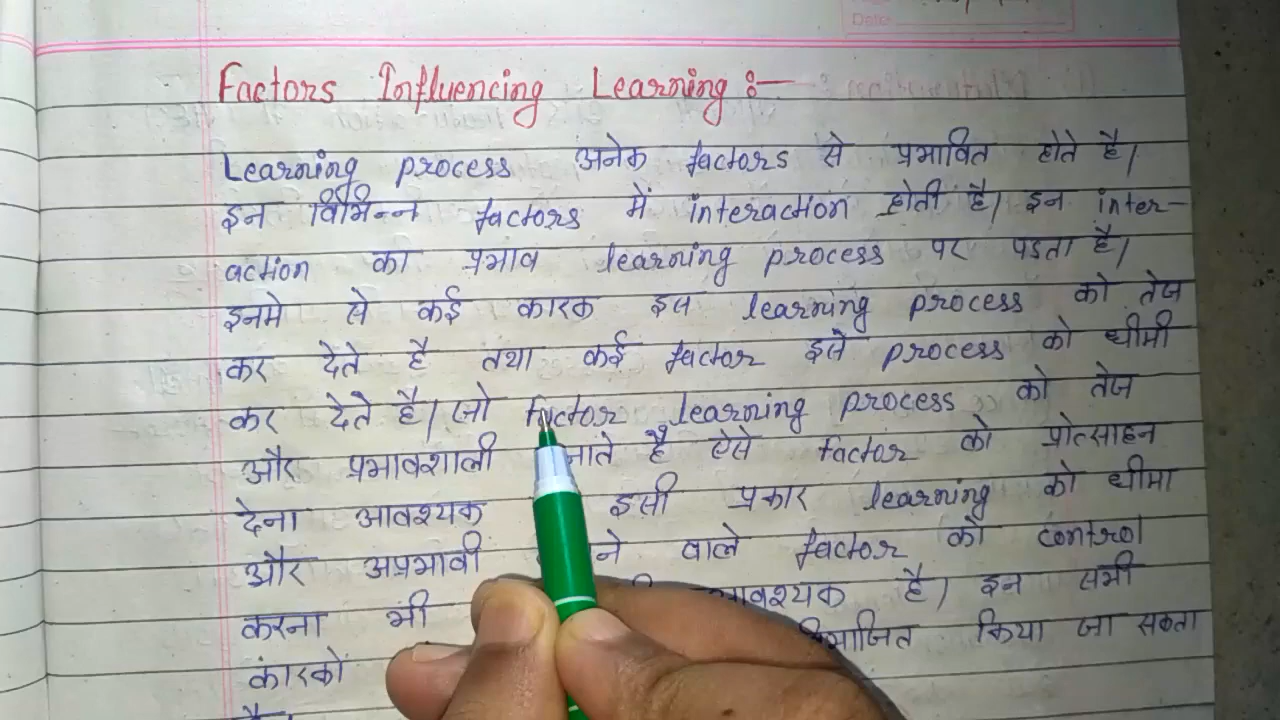 Date
Factors Influencing Learning :—
Learning process अनेक factors से प्रभावित होते है।
इन विभिन्न factors में interaction होती है। इन inter-
action का प्रभाव learning process पर पडता है।
इनमे से कई कारक इस learning process को तेज
कर देते है तथा कई factor इसे process को धीमी
कर देते है। जो factor learning process को तेज
और प्रभावशाली है ऐसे factor को प्रोत्साहन
देना आवश्यक इसी प्रकार learning को धीमा
और अप्रभावी वाले factor को control
करना भी आवश्यक है। इन सभी
कारकों किया जा सकता
है।